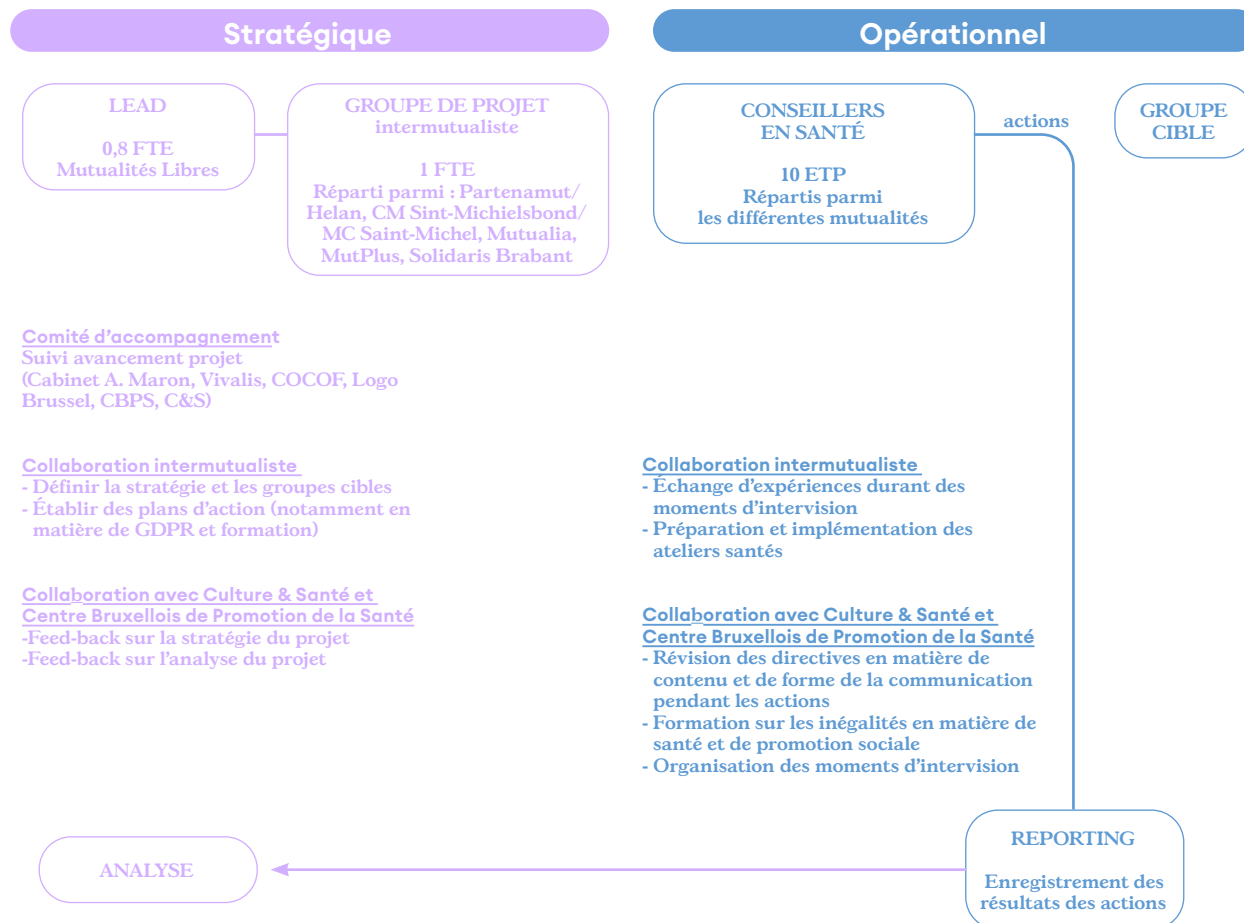 Stratégique
LEAD
0,8 FTE
Mutualités Libres
GROUPE DE PROJET
intermutualiste
1 FTE
Réparti parmi : Partenamut/
Helan, CM Sint-Michielsbond/
MC Saint-Michel, Mutualia,
MutPlus, Solidaris Brabant
Comité d'accompagnement
Suivi avancement projet
(Cabinet A. Maron, Vivalis, COCOF, Logo
Brussel, CBPS, C&S)
Collaboration intermutualiste
- Définir la stratégie et les groupes cibles
- Établir des plans d'action (notamment en
matière de GDPR et formation)
Collaboration avec Culture & Santé et
Centre Bruxellois de Promotion de la Santé
-Feed-back sur la stratégie du projet
-Feed-back sur l'analyse du projet
ANALYSE
Opérationnel
CONSEILLERS
EN SANTÉ
10 ETP
Répartis parmi
les différentes mutualités
actions
GROUPE
CIBLE
Collaboration intermutualiste
- Échange d'expériences durant des
moments d'intervision
- Préparation et implémentation des
ateliers santés
Collaboration avec Culture & Santé et
Centre Bruxellois de Promotion de la Santé
- Révision des directives en matière de
contenu et de forme de la communication
pendant les actions
- Formation sur les inégalités en matière de
santé et de promotion sociale
- Organisation des moments d'intervision
REPORTING
Enregistrement des
résultats des actions